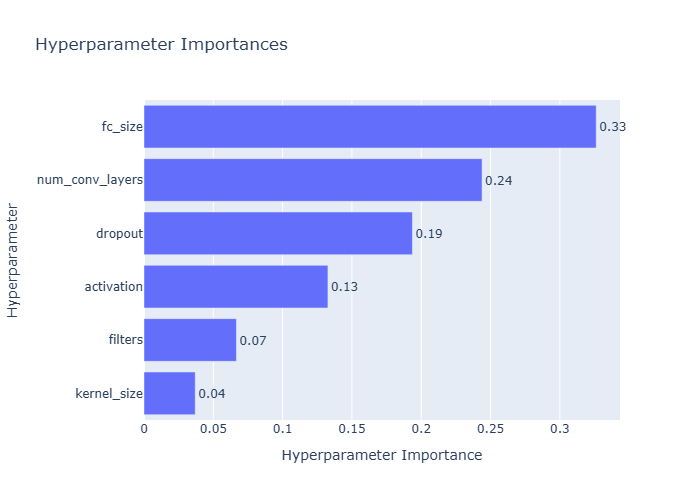 Hyperparameter Importances
Hyperparameter
fc_size 0.33
num_conv_layers 0.24
dropout 0.19
activation 0.13
filters 0.07
kernel_size 0.04
0 0.05 0.1 0.15 0.2 0.25 0.3
Hyperparameter Importance